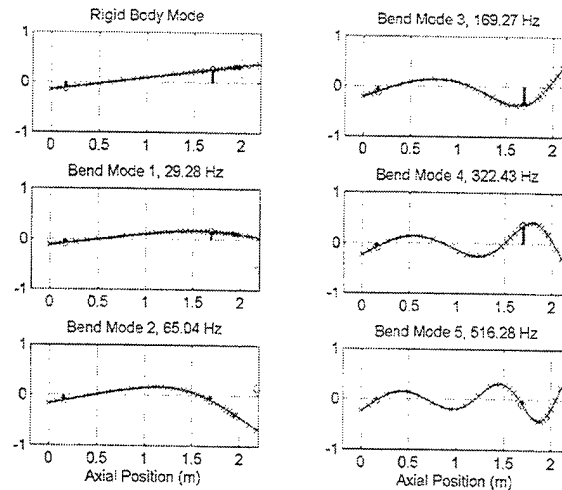 Rigid Body Mode
1
0
-1
0 0.5 1 1.5 2
Bend Mode 1, 29.28 Hz
1
0
-1
0 0.5 1 1.5 2
Bend Mode 2, 65.04 Hz
1
0
-1
0 0.5 1 1.5 2
Axial Position (m)
Bend Mode 3, 169.27 Hz
1
0
-1
0 0.5 1 1.5 2
Bend Mode 4, 322.43 Hz
1
0
-1
0 0.5 1 1.5 2
Bend Mode 5, 516.28 Hz
1
0
-1
0 0.5 1 1.5 2
Axial Position (m)